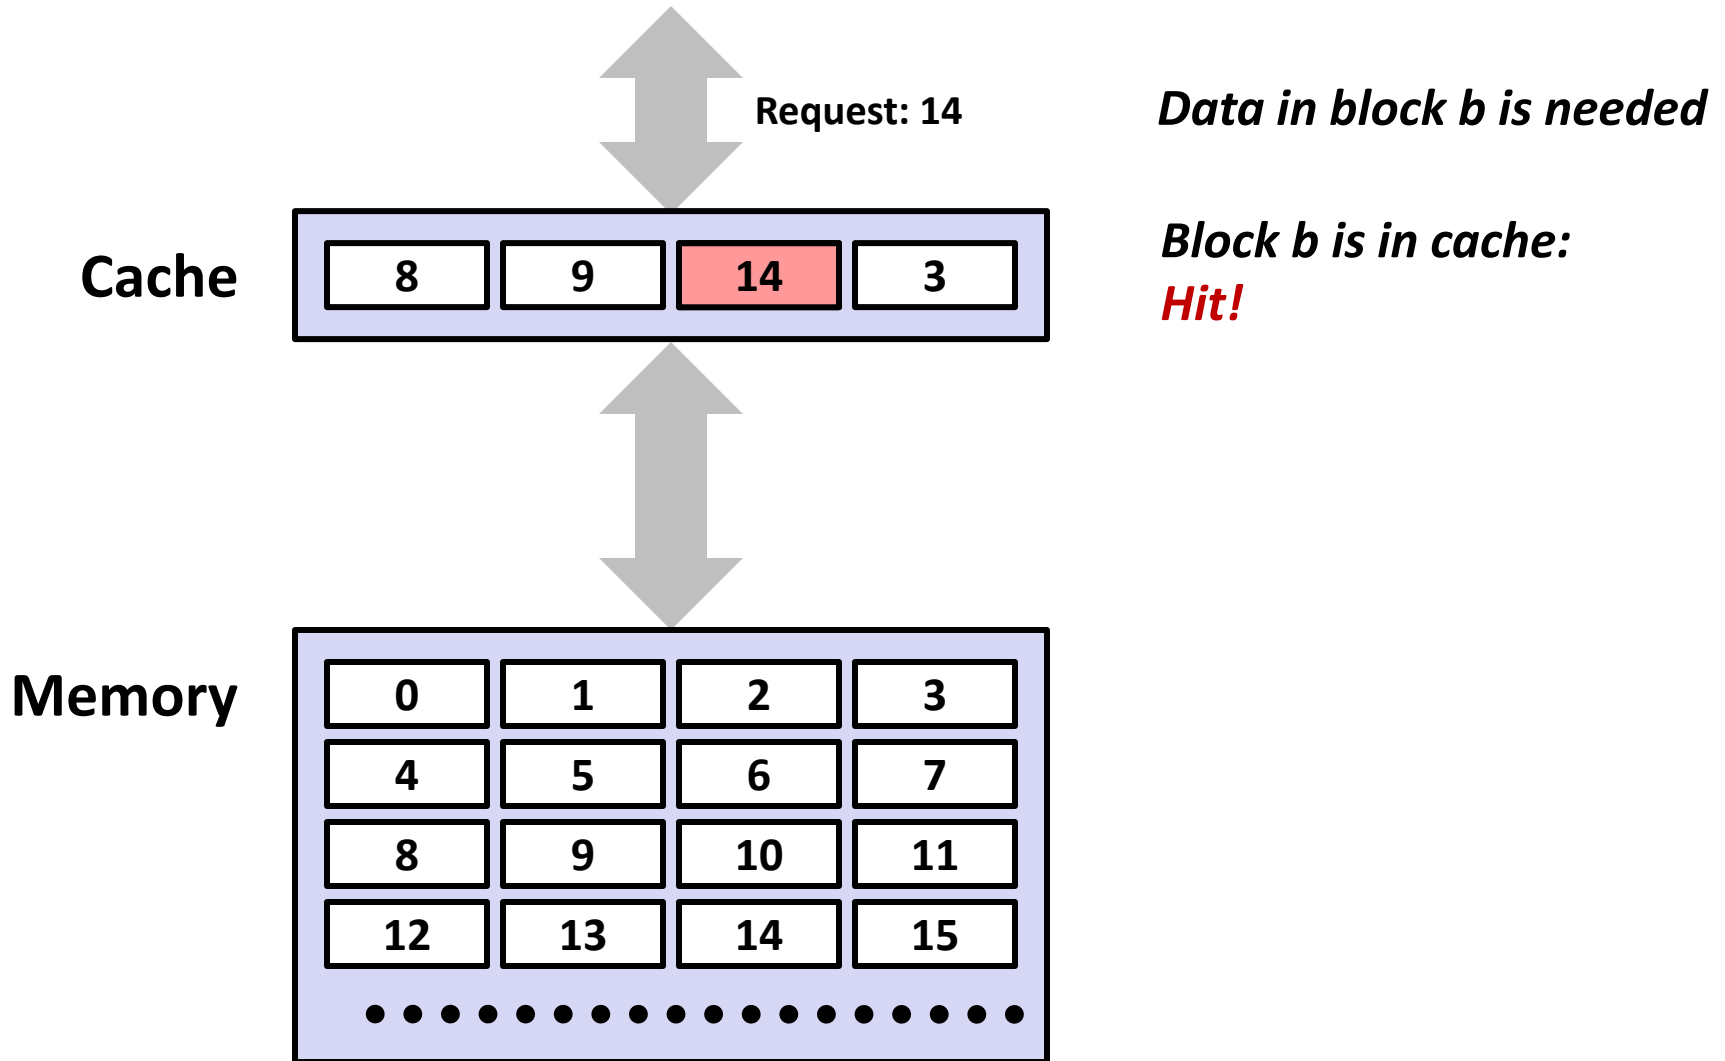 Request: 14
Data in block b is needed
Cache
8 9 14 3
Block b is in cache:
Hit!
Memory
0 1 2 3
4 5 6 7
8 9 10 11
12 13 14 15